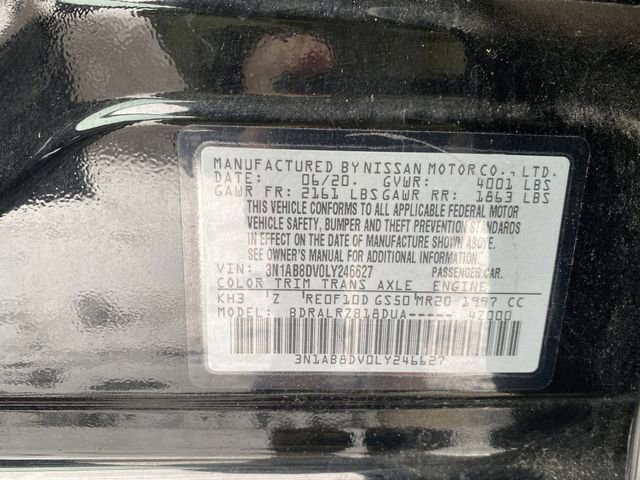 MANUFACTURED BY NISSAN MOTOR CO., LTD.
DATE: 06/20. GVWR: 4001 LBS
GAWR FR: 2161 LBS GAWR RR: 1863 LBS
THIS VEHICLE CONFORMS TO ALL APPLICABLE FEDERAL MOTOR
VEHICLE SAFETY, BUMPER AND THEFT PREVENTION STANDARDS
IN EFFECT ON THE DATE OF MANUFACTURE SHOWN ABOVE.
SEE OWNER'S MANUAL FOR ADDITIONAL INFORMATION.
VIN: 3N1AB8DV0LY246627 PASSENGER CAR.
COLOR TRIM TRANS AXLE ENGINE
KH3 Z RE0F10D GS50 MR20 1997 CC
MODEL: BDRALRZB18DUA----- 4Z000
3N1AB8DV0LY246627